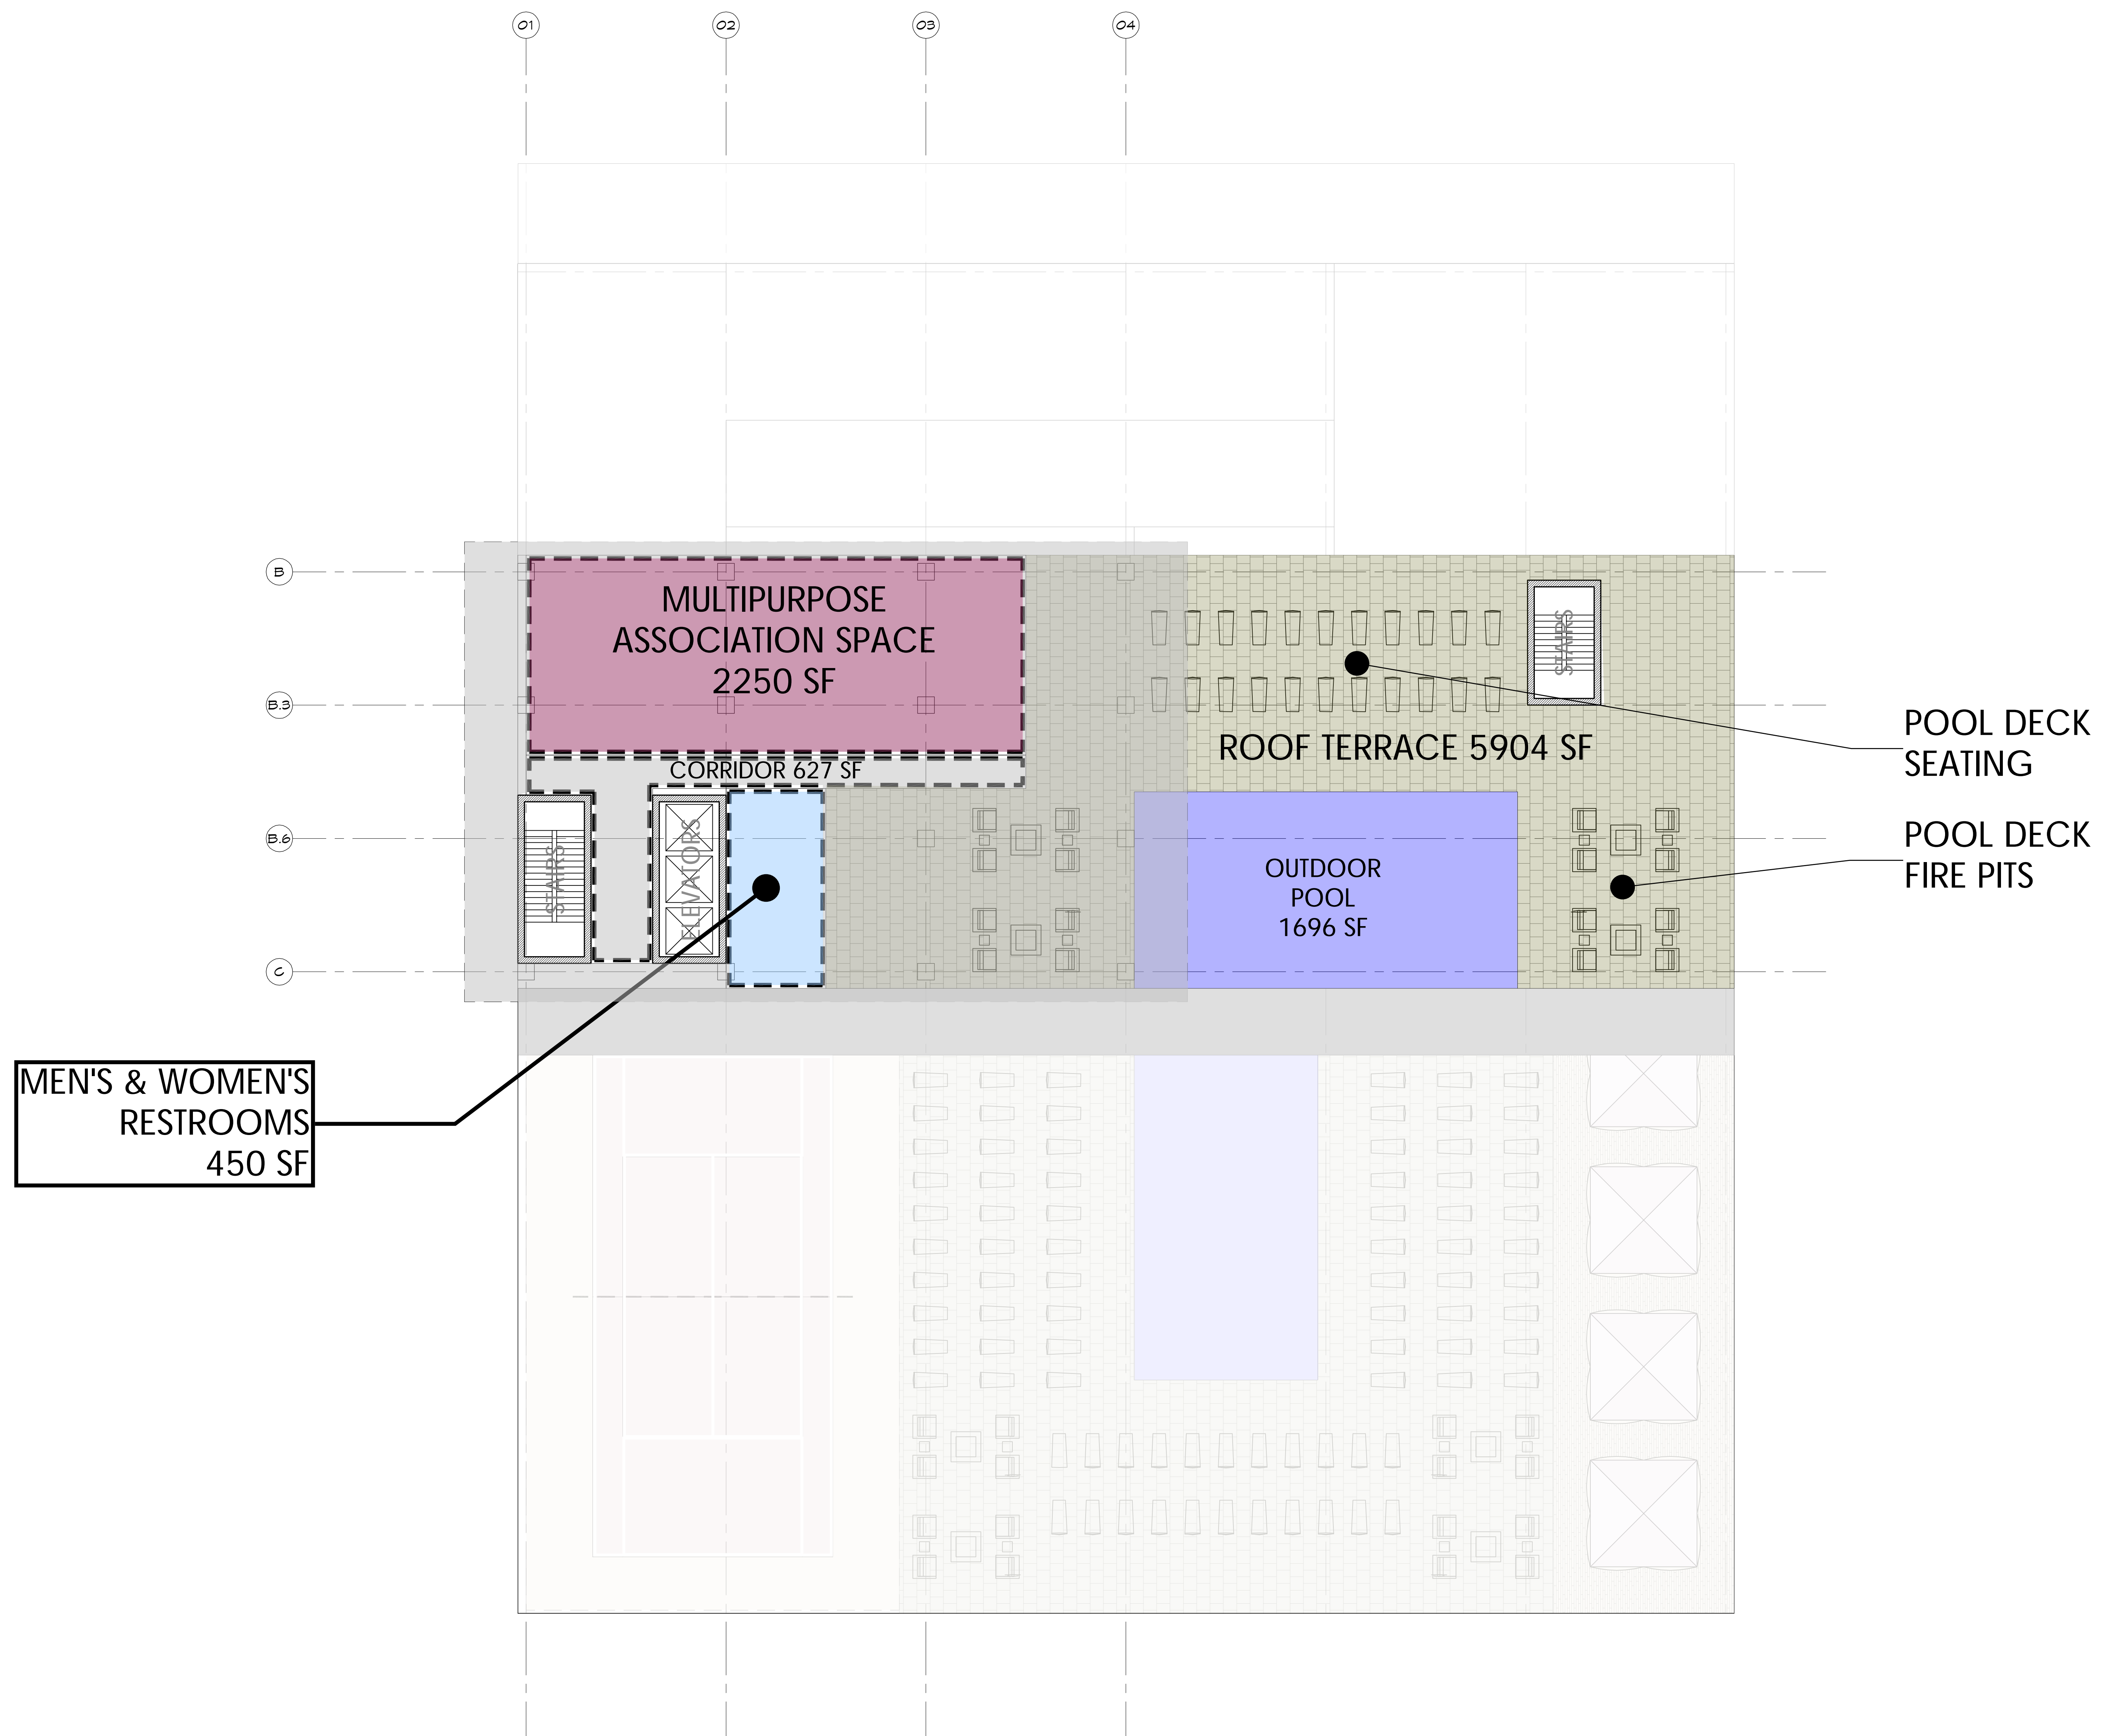 01 02 03 04
B
MULTIPURPOSE
ASSOCIATION SPACE
2250 SF
STAIRS
B.3
POOL DECK
SEATING
ROOF TERRACE 5904 SF
CORRIDOR 627 SF
B.6
STAIRS
ELEVATORS
OUTDOOR
POOL
1696 SF
POOL DECK
FIRE PITS
C
MEN'S & WOMEN'S
RESTROOMS
450 SF